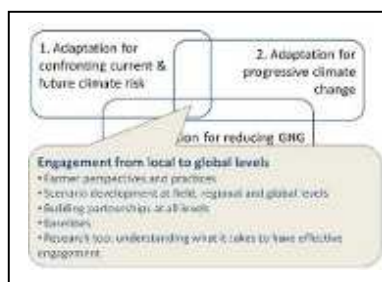 1. Adaptation for
confronting current &
future climate risk
2. Adaptation for
progressive climate
change
ion for reducing GHG
Engagement from local to global levels
• Farmer perspectives and practices
• Scenario development at field, regional and global levels
• Building partnerships at all levels
• Baselines
• Research too, understanding what it takes to have effective
engagement